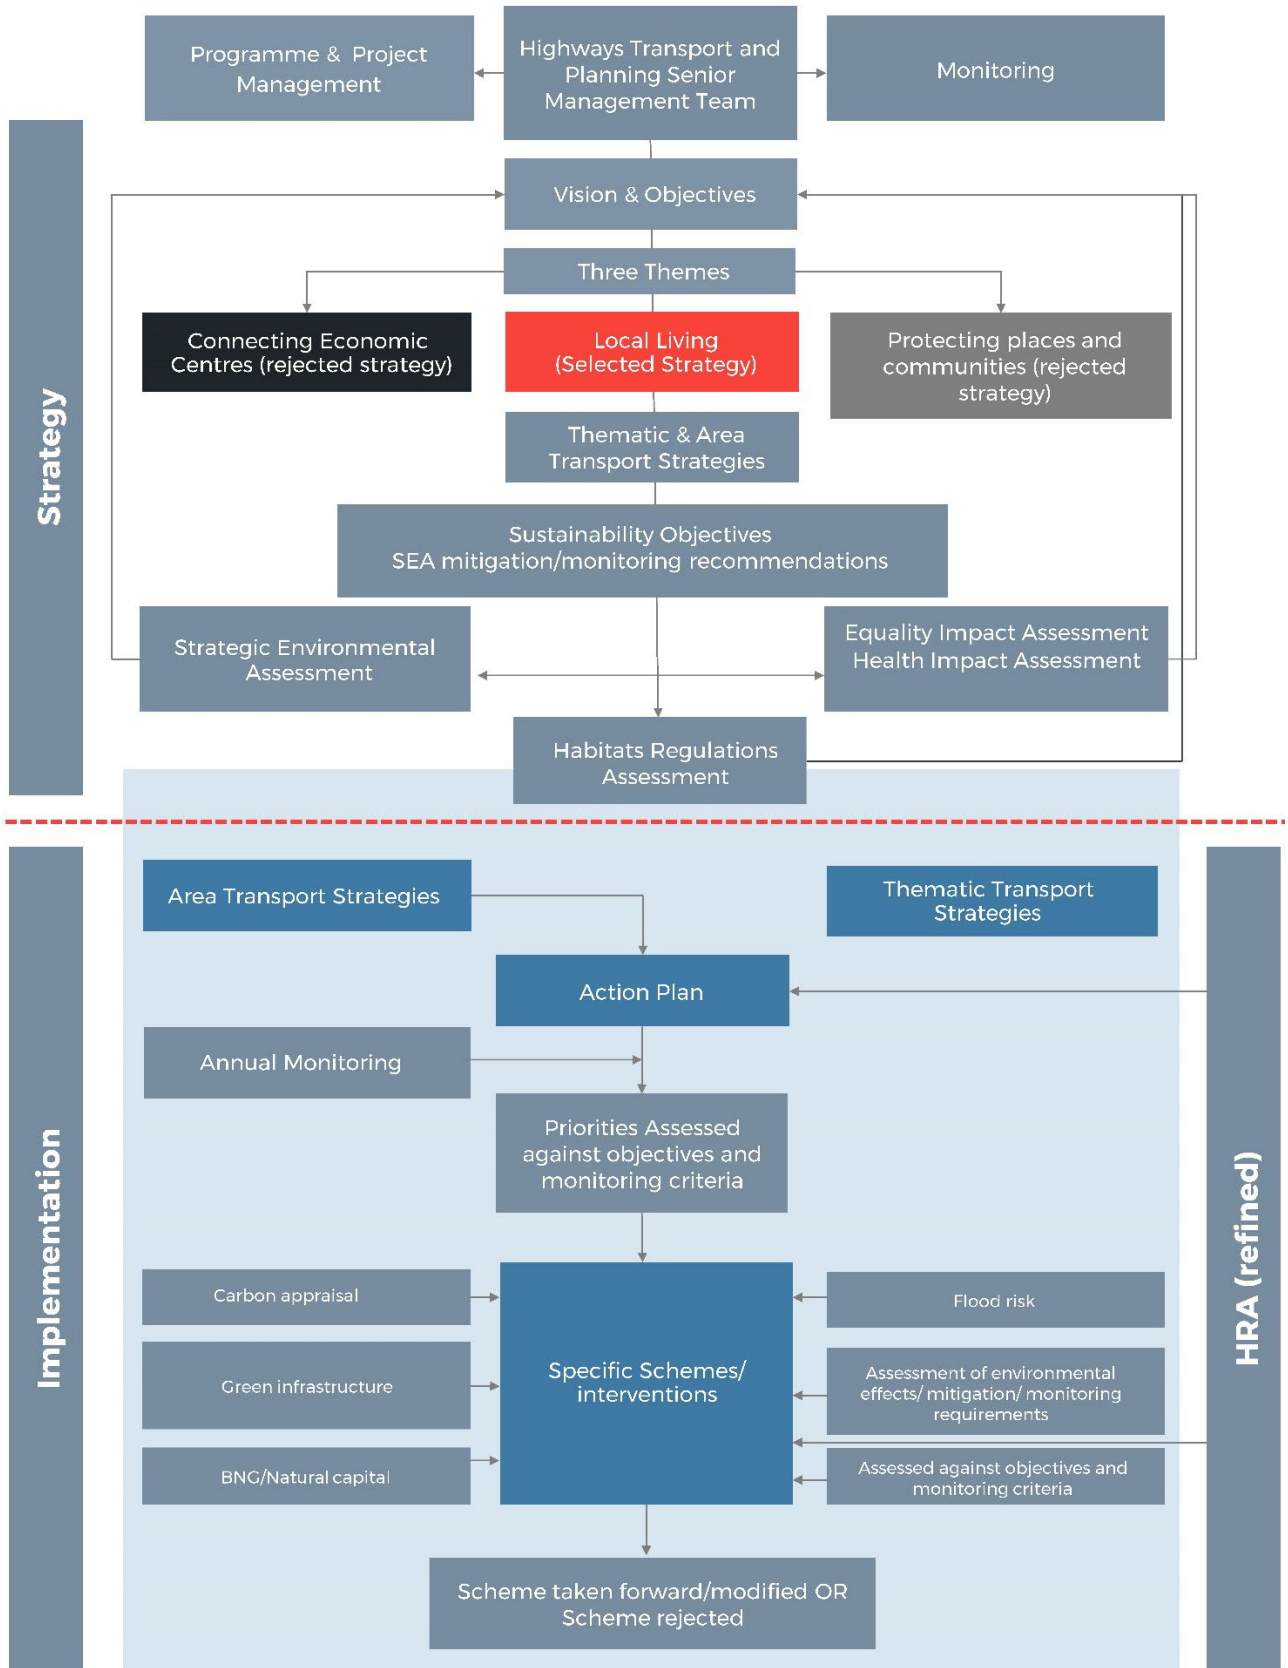 Programme & Project
Management
Highways Transport and
Planning Senior
Management Team
Monitoring
Strategy
Vision & Objectives
Three Themes
Connecting Economic
Centres (rejected strategy)
Local Living
(Selected Strategy)
Protecting places and
communities (rejected
strategy)
Thematic & Area
Transport Strategies
Sustainability Objectives
SEA mitigation/monitoring recommendations
Strategic Environmental
Assessment
Equality Impact Assessment
Health Impact Assessment
Habitats Regulations
Assessment
Implementation
HRA (refined)
Area Transport Strategies
Thematic Transport
Strategies
Action Plan
Annual Monitoring
Priorities Assessed
against objectives and
monitoring criteria
Carbon appraisal
Green infrastructure
BNG/Natural capital
Specific Schemes/
interventions
Flood risk
Assessment of environmental
effects/ mitigation/ monitoring
requirements
Assessed against objectives and
monitoring criteria
Scheme taken forward/modified OR
Scheme rejected